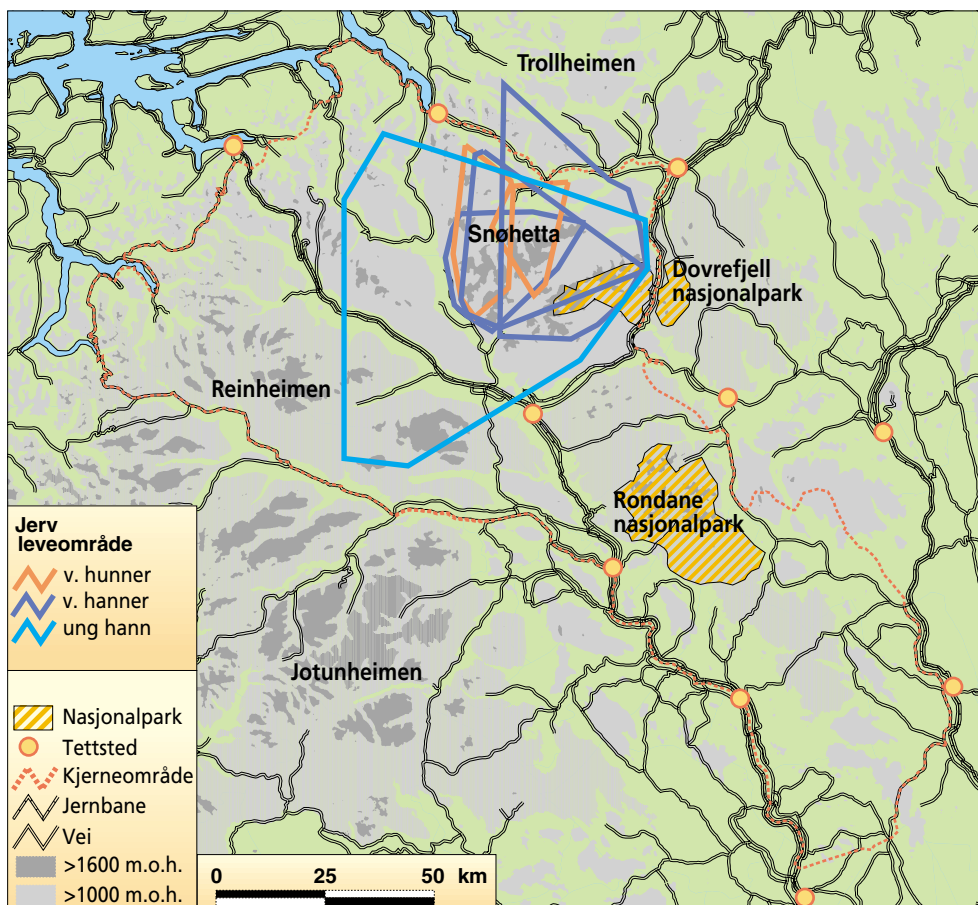 Trollheimen
Snøhetta
Dovrefjell
nasjonalpark
Reinheimen
Rondane
nasjonalpark
Jotunheimen
Jerv
leveområde
v. hunner
v. hanner
ung hann
Nasjonalpark
Tettsted
Kjerneområde
Jernbane
Vei
>1600 m.o.h.
>1000 m.o.h.
0 25 50 km